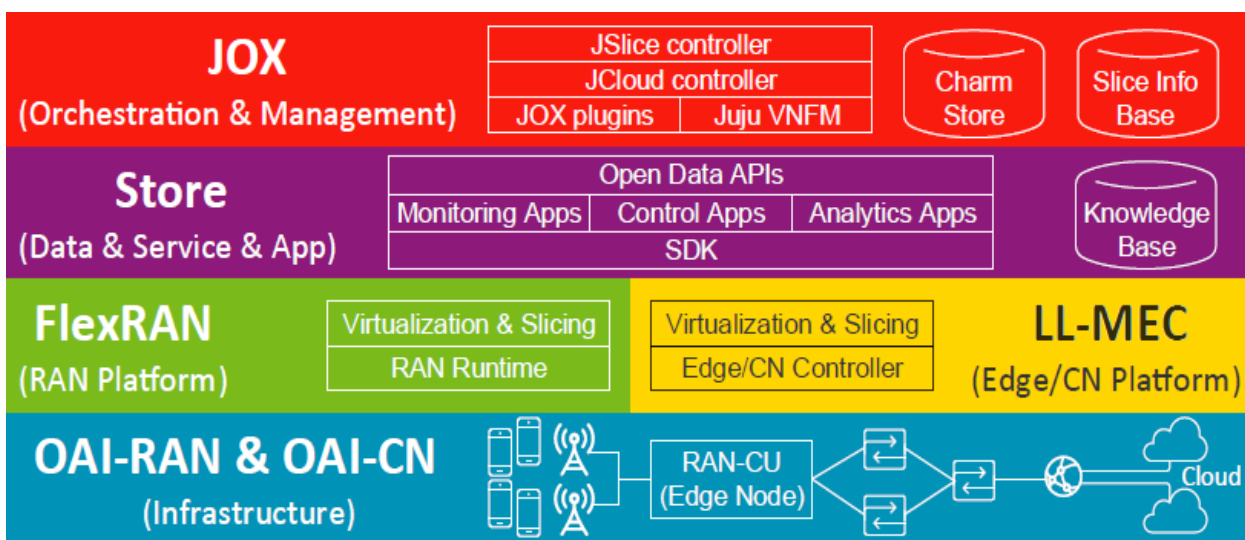 JOX
(Orchestration & Management)
JSlice controller
JCloud controller
JOX plugins
Juju VNFM
Charm
Store
Slice Info
Base
Store
(Data & Service & App)
Open Data APIs
Monitoring Apps
Control Apps
Analytics Apps
SDK
Knowledge
Base
FlexRAN
(RAN Platform)
Virtualization & Slicing
RAN Runtime
Virtualization & Slicing
Edge/CN Controller
LL-MEC
(Edge/CN Platform)
OAI-RAN & OAI-CN
(Infrastructure)
RAN-CU
(Edge Node)
Cloud